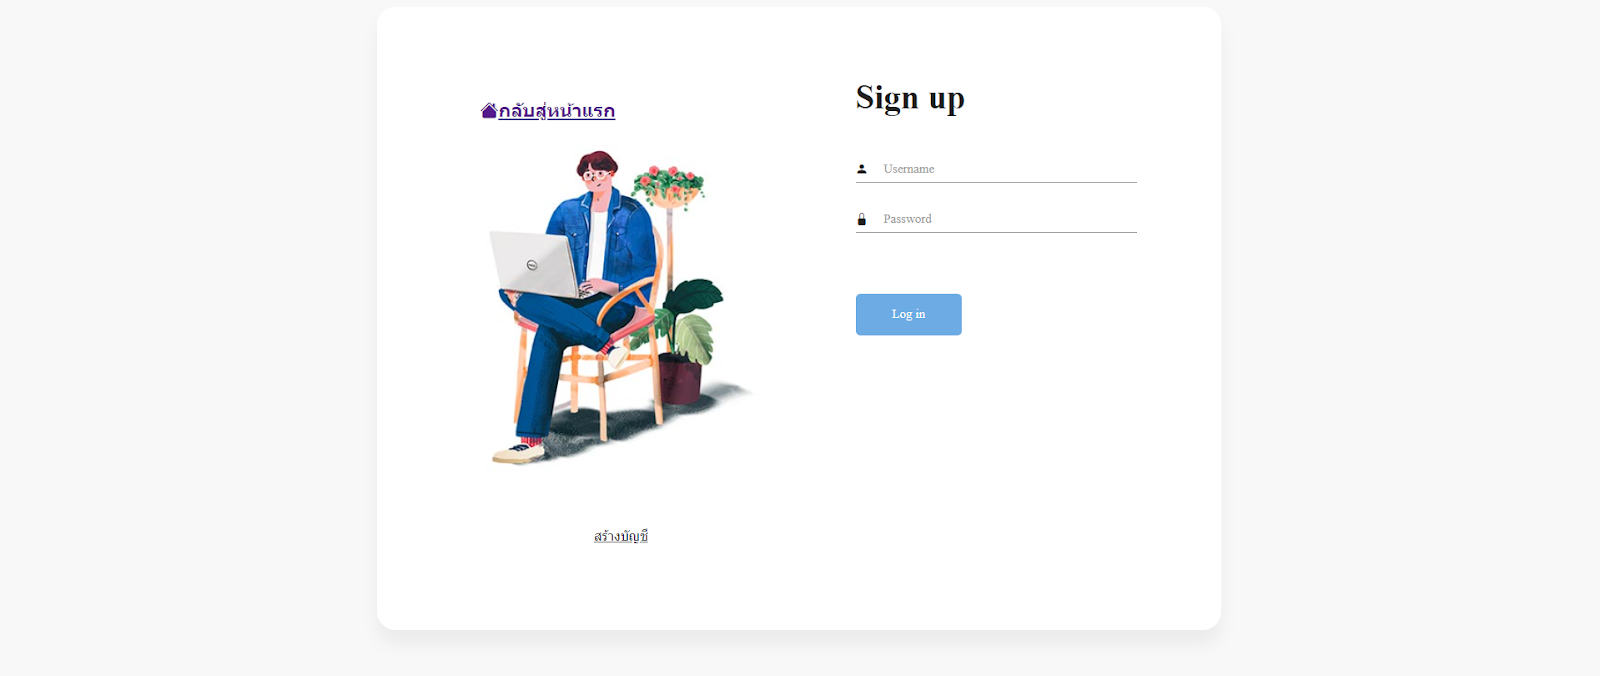 กลับสู่หน้าแรก
สร้างบัญชี
Sign up
Username
Password
Log in